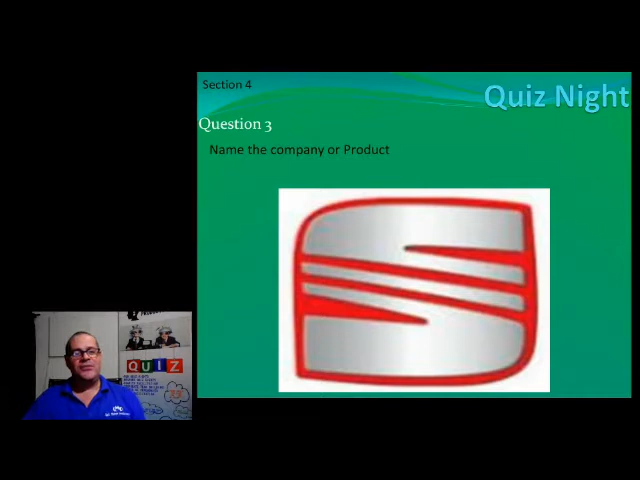 Section 4
Quiz Night
Question 3
Name the company or Product
QUIZ